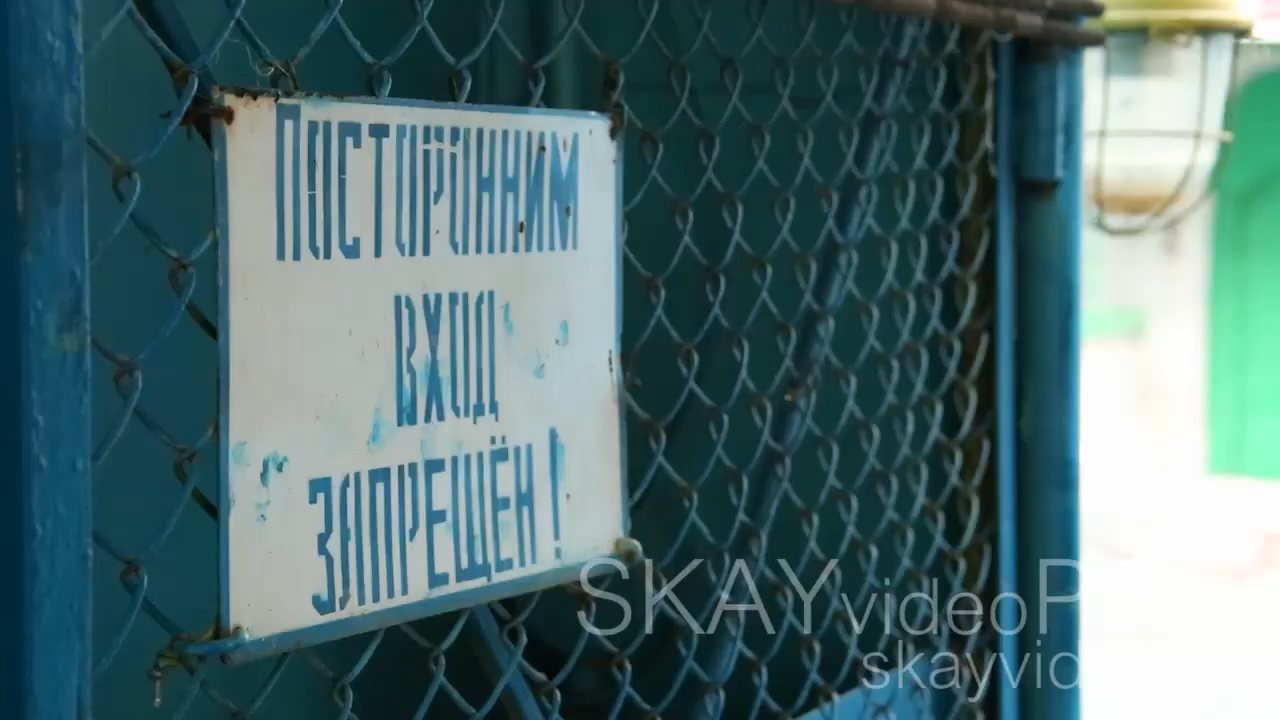 Посторонним
вход
запрещён!
SKAYvideoP
skayvid